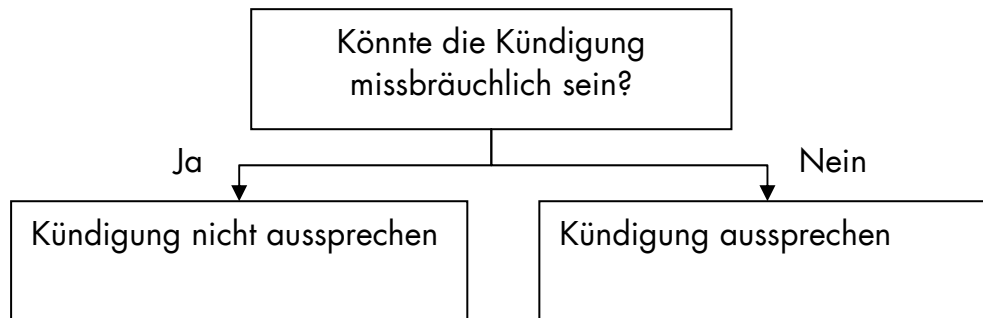 Könnte die Kündigung
missbräuchlich sein?
Ja
Nein
Kündigung nicht aussprechen
Kündigung aussprechen